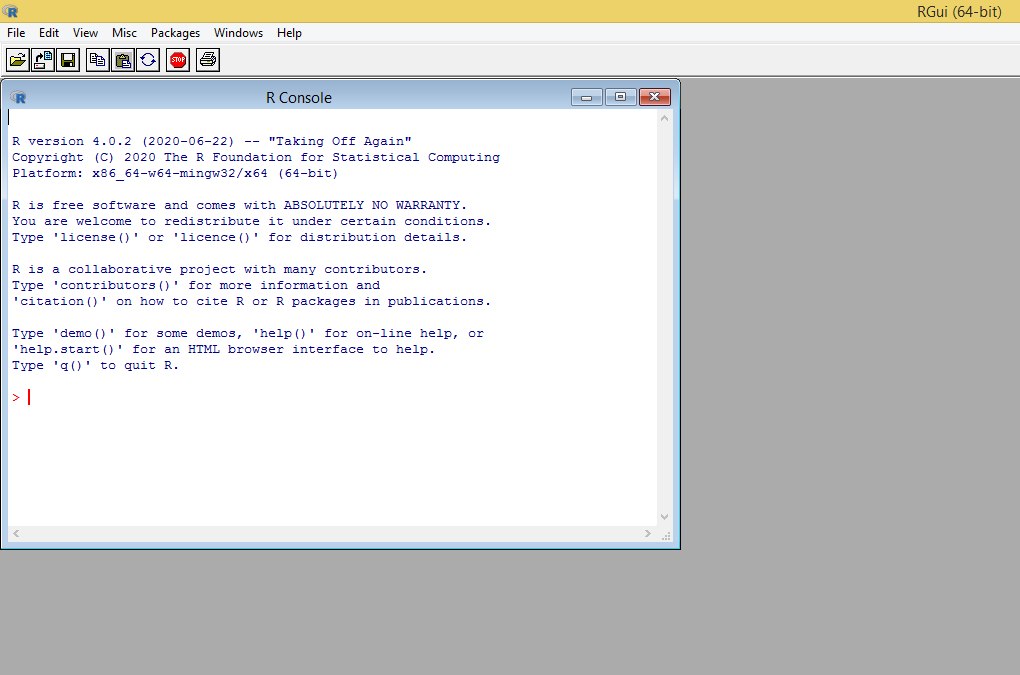 RGui (64-bit)
File Edit View Misc Packages Windows Help
STOP
R Console
R version 4.0.2 (2020-06-22) -- "Taking Off Again"
Copyright (C) 2020 The R Foundation for Statistical Computing
Platform: x86_64-w64-mingw32/x64 (64-bit)
R is free software and comes with ABSOLUTELY NO WARRANTY.
You are welcome to redistribute it under certain conditions.
Type 'license()' or 'licence()' for distribution details.
R is a collaborative project with many contributors.
Type 'contributors()' for more information and
'citation()' on how to cite R or R packages in publications.
Type 'demo()' for some demos, 'help()' for on-line help, or
'help.start()' for an HTML browser interface to help.
Type 'q()' to quit R.
>